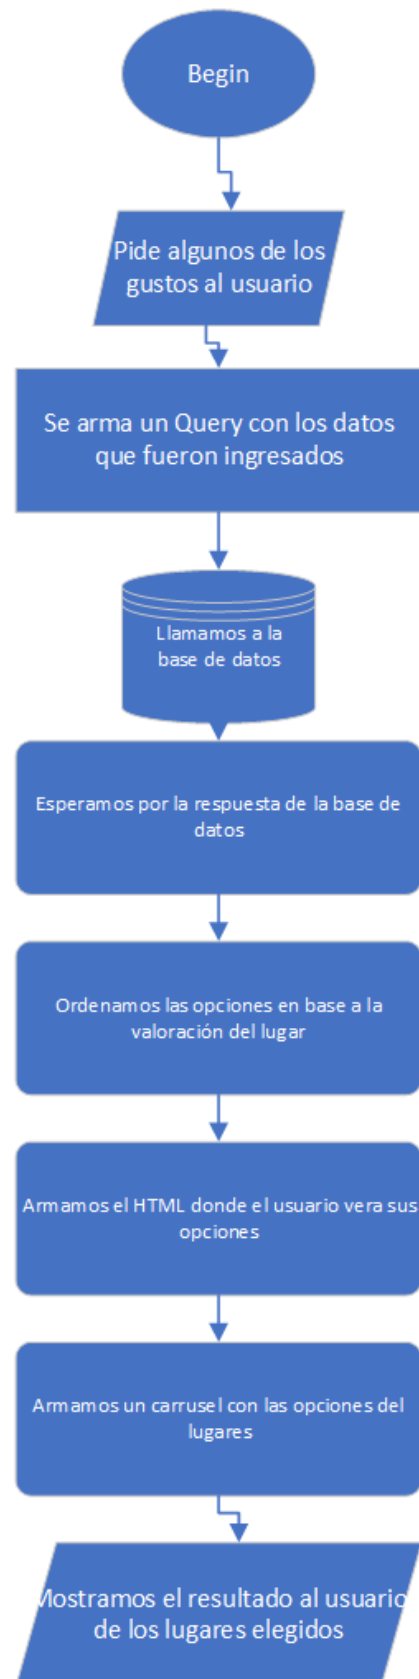 Begin
Pide algunos de los
gustos al usuario
Se arma un Query con los datos
que fueron ingresados
Llamamos a la
base de datos
Esperamos por la respuesta de la base de
datos
Ordenamos las opciones en base a la
valoración del lugar
Armamos el HTML donde el usuario vera sus
opciones
Armamos un carrusel con las opciones del
lugares
Mostramos el resultado al usuario
de los lugares elegidos